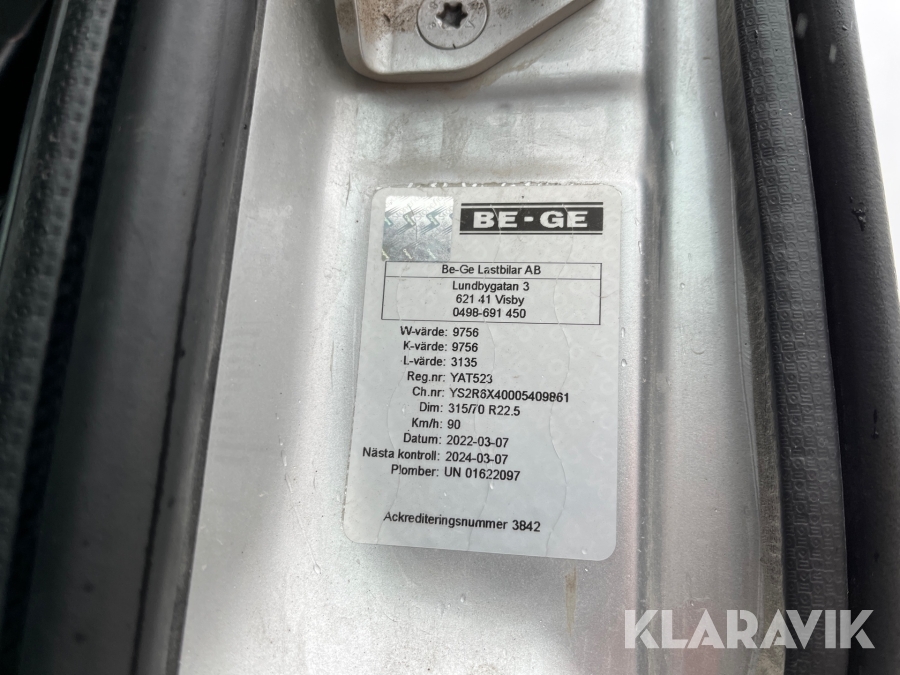 BE-GE
Be-Ge Lastbilar AB
Lundbygatan 3
621 41 Visby
0498-691 450
W-värde: 9756
K-värde: 9756
L-värde: 3135
Reg.nr: YAT523
Ch.nr: YS2R6X40005409861
Dim: 315/70 R22.5
Km/h: 90
Datum: 2022-03-07
Nästa kontroll: 2024-03-07
Plomber: UN 01622097
Ackrediteringsnummer 3842
KLARAVIK